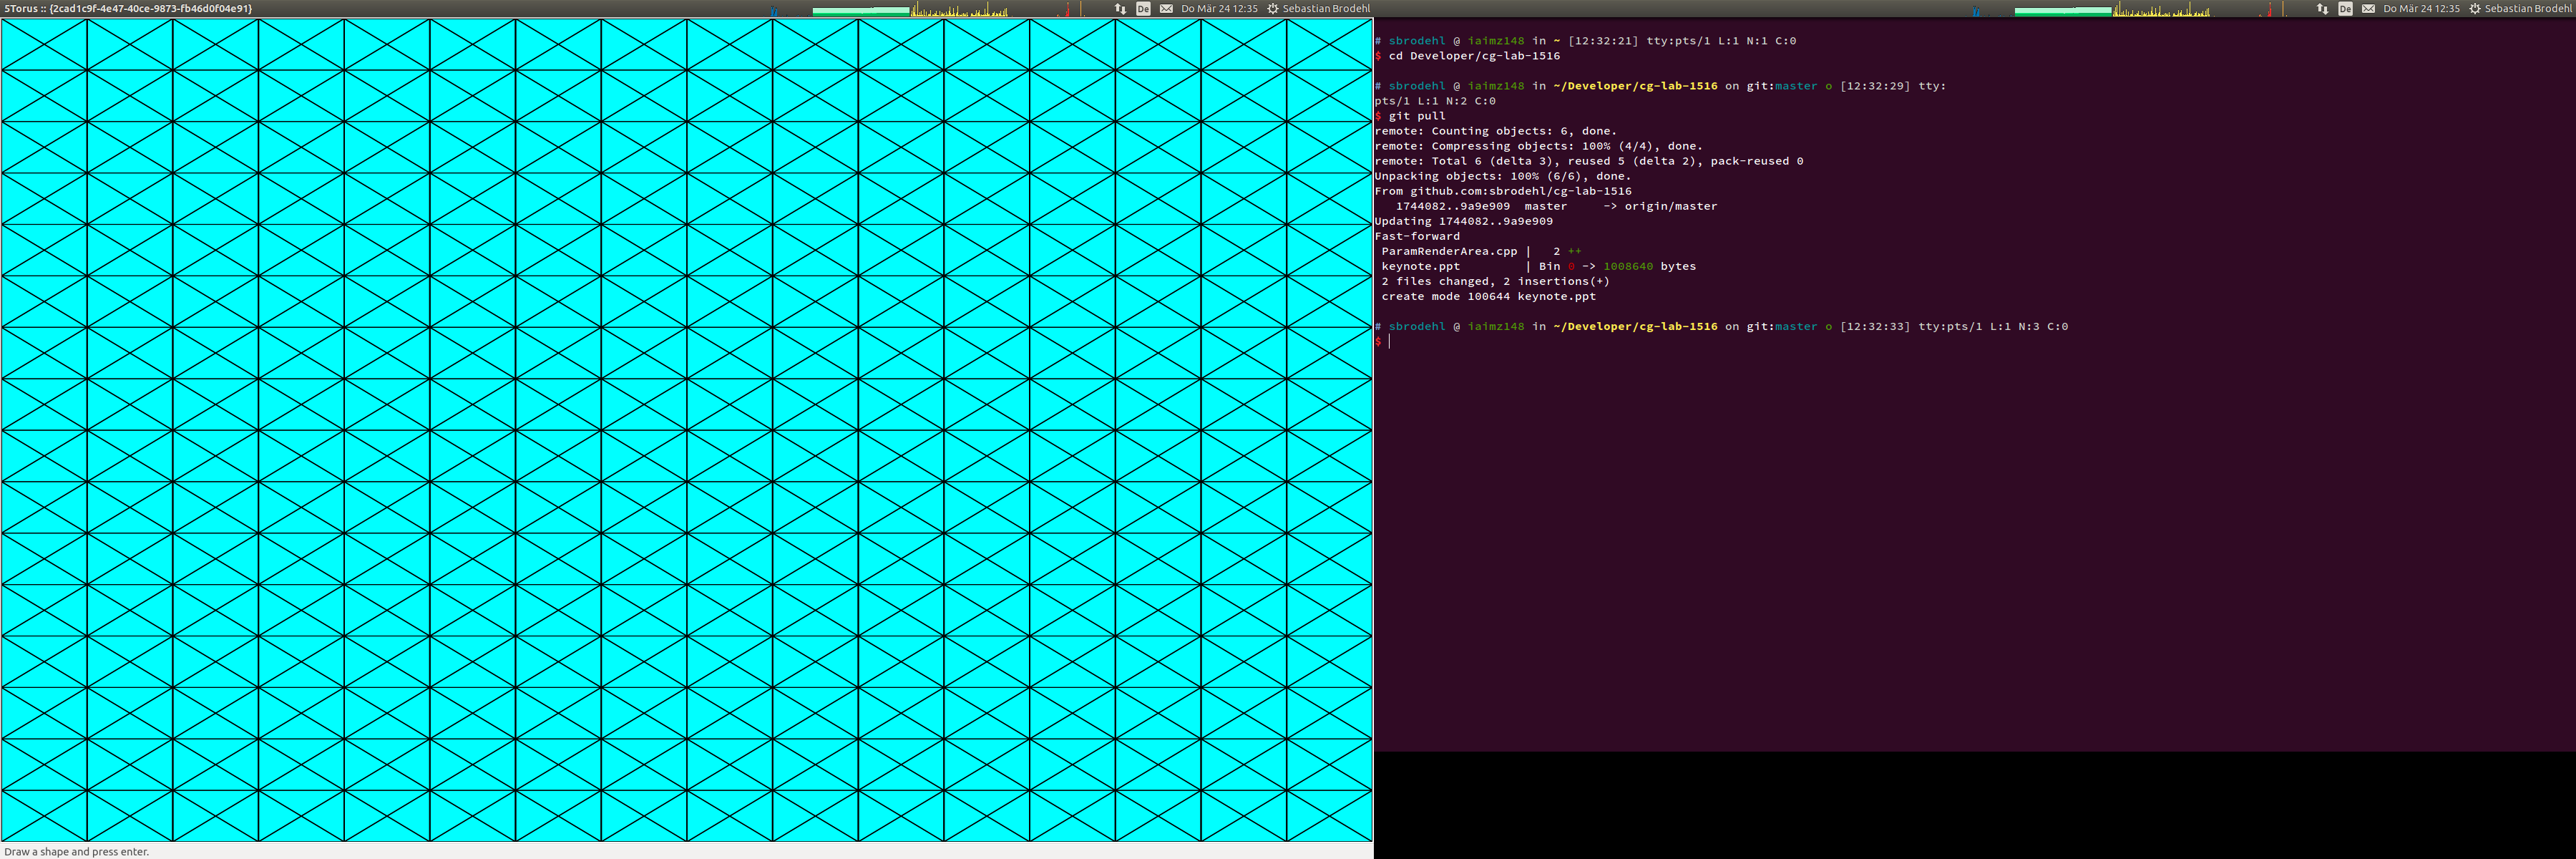 5Torus :: {2cad1c9f-4e47-40ce-9873-fb46d0f04e91}
De Do Mär 24 12:35 Sebastian Brodehl
De Do Mär 24 12:35 Sebastian Brodehl
Draw a shape and press enter.
# sbrodehl @ iaimz148 in ~ [12:32:21] tty:pts/1 L:1 N:1 C:0
$ cd Developer/cg-lab-1516
# sbrodehl @ iaimz148 in ~/Developer/cg-lab-1516 on git:master o [12:32:29] tty:
pts/1 L:1 N:2 C:0
$ git pull
remote: Counting objects: 6, done.
remote: Compressing objects: 100% (4/4), done.
remote: Total 6 (delta 3), reused 5 (delta 2), pack-reused 0
Unpacking objects: 100% (6/6), done.
From github.com:sbrodehl/cg-lab-1516
   1744082..9a9e909  master     -> origin/master
Updating 1744082..9a9e909
Fast-forward
 ParamRenderArea.cpp |   2 ++
 keynote.ppt         | Bin 0 -> 1008640 bytes
 2 files changed, 2 insertions(+)
 create mode 100644 keynote.ppt
# sbrodehl @ iaimz148 in ~/Developer/cg-lab-1516 on git:master o [12:32:33] tty:pts/1 L:1 N:3 C:0
$